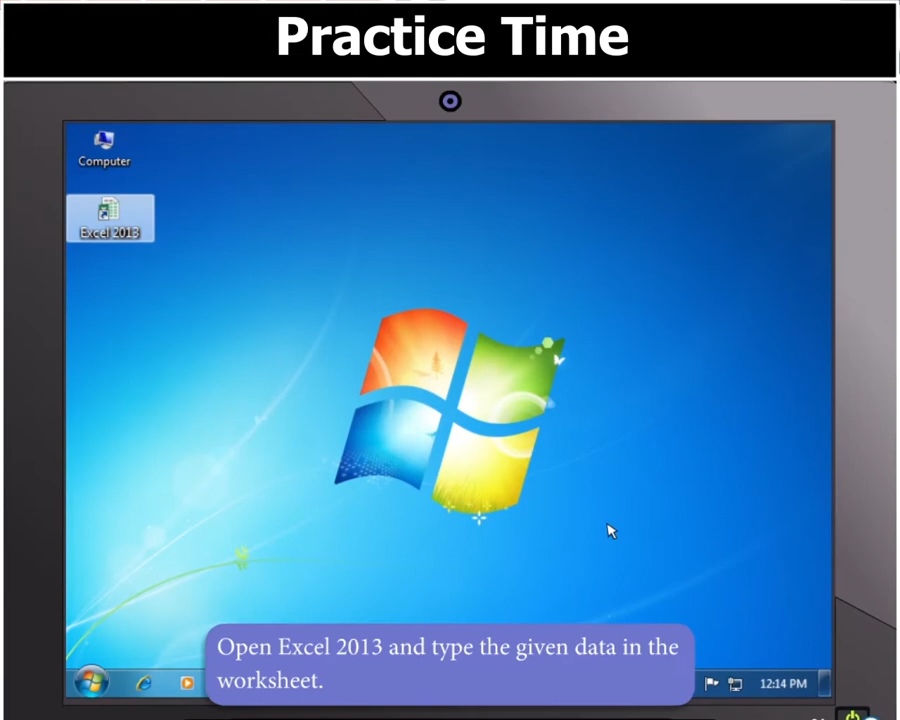 Practice Time
Computer
Excel 2013
Open Excel 2013 and type the given data in the
worksheet.
12:14 PM